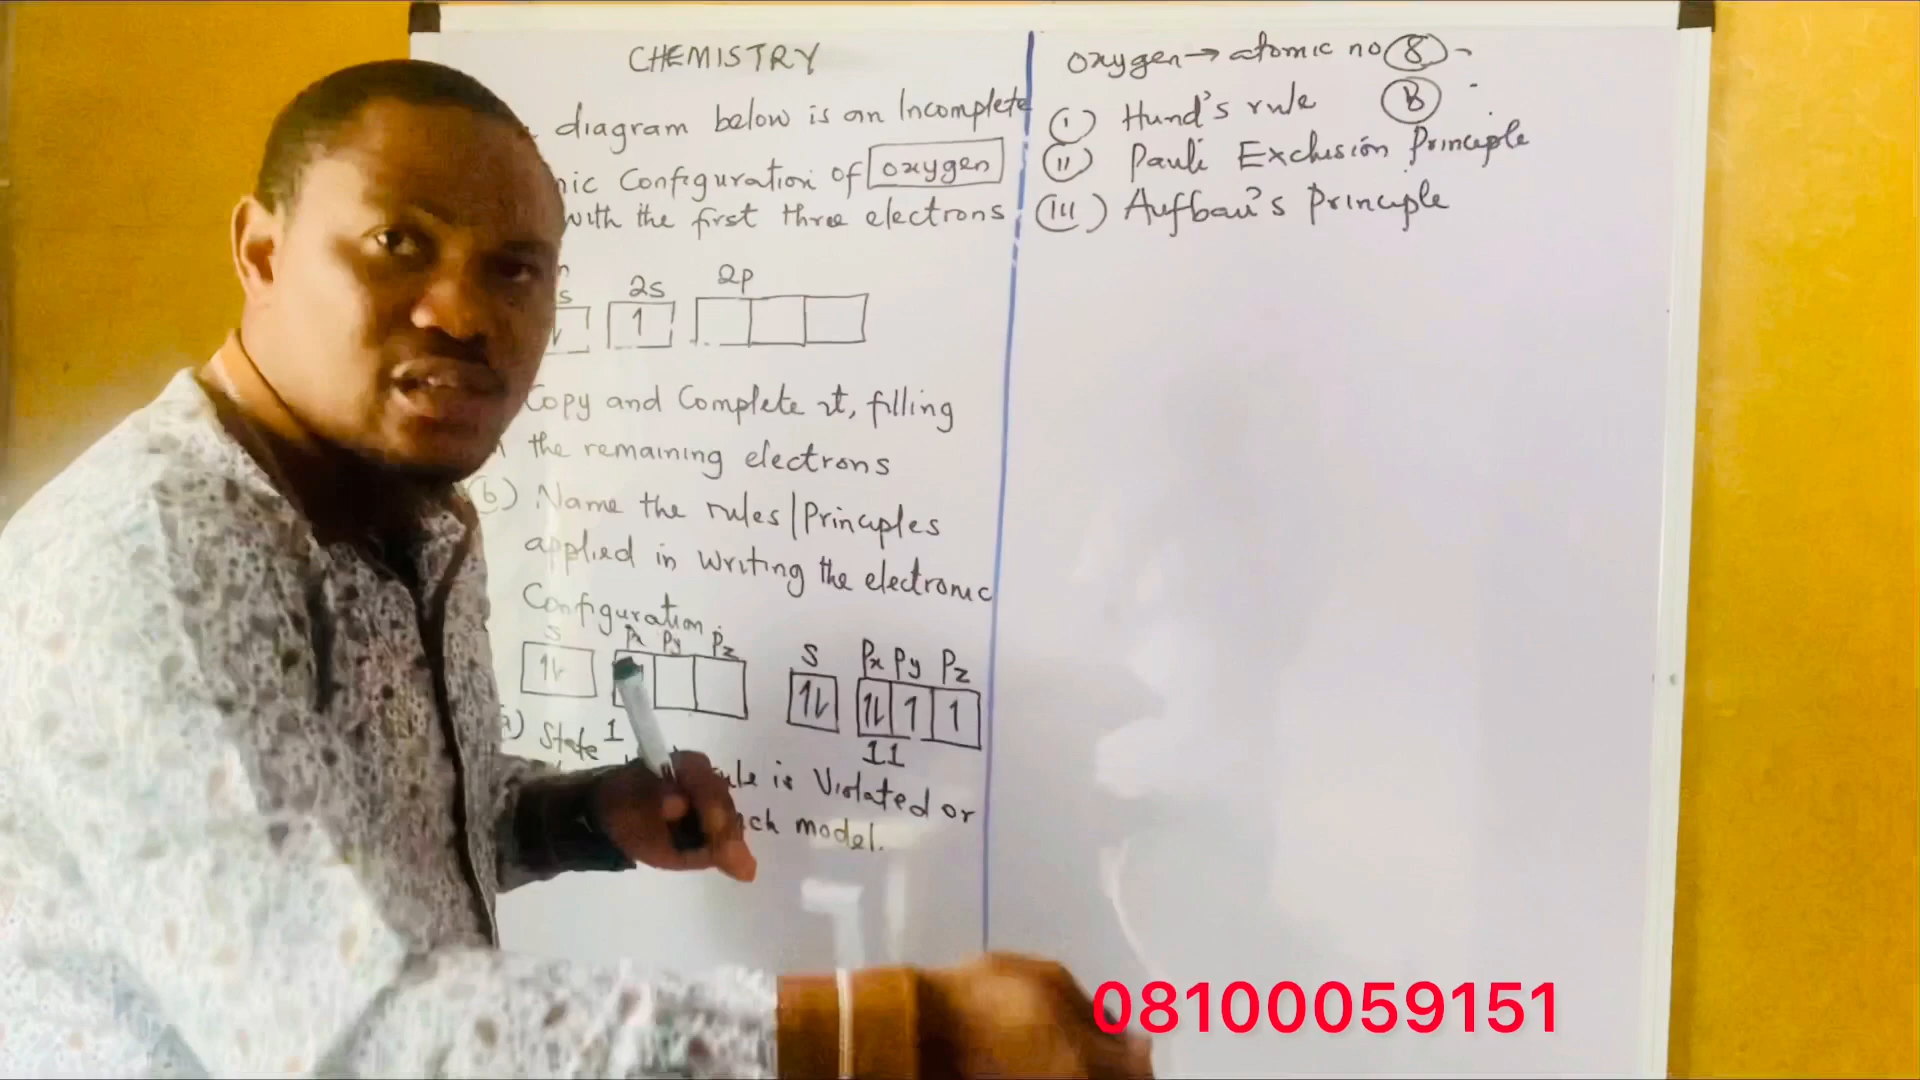 CHEMISTRY
diagram below is an Incomplete
Configuration of oxygen
with the first three electrons
2s 2p
1
Copy and Complete it, filling
the remaining electrons
(b) Name the rules/Principles
applied in writing the electronic
Configuration
s Px Py Pz
1l
s Px Py Pz
1l 1l 1 1
State 1
11
rule is Violated or
model.
oxygen → atomic no 8
(i) Hund's rule B
(ii) Pauli Exclusion Principle
(iii) Aufbau's Principle
08100059151